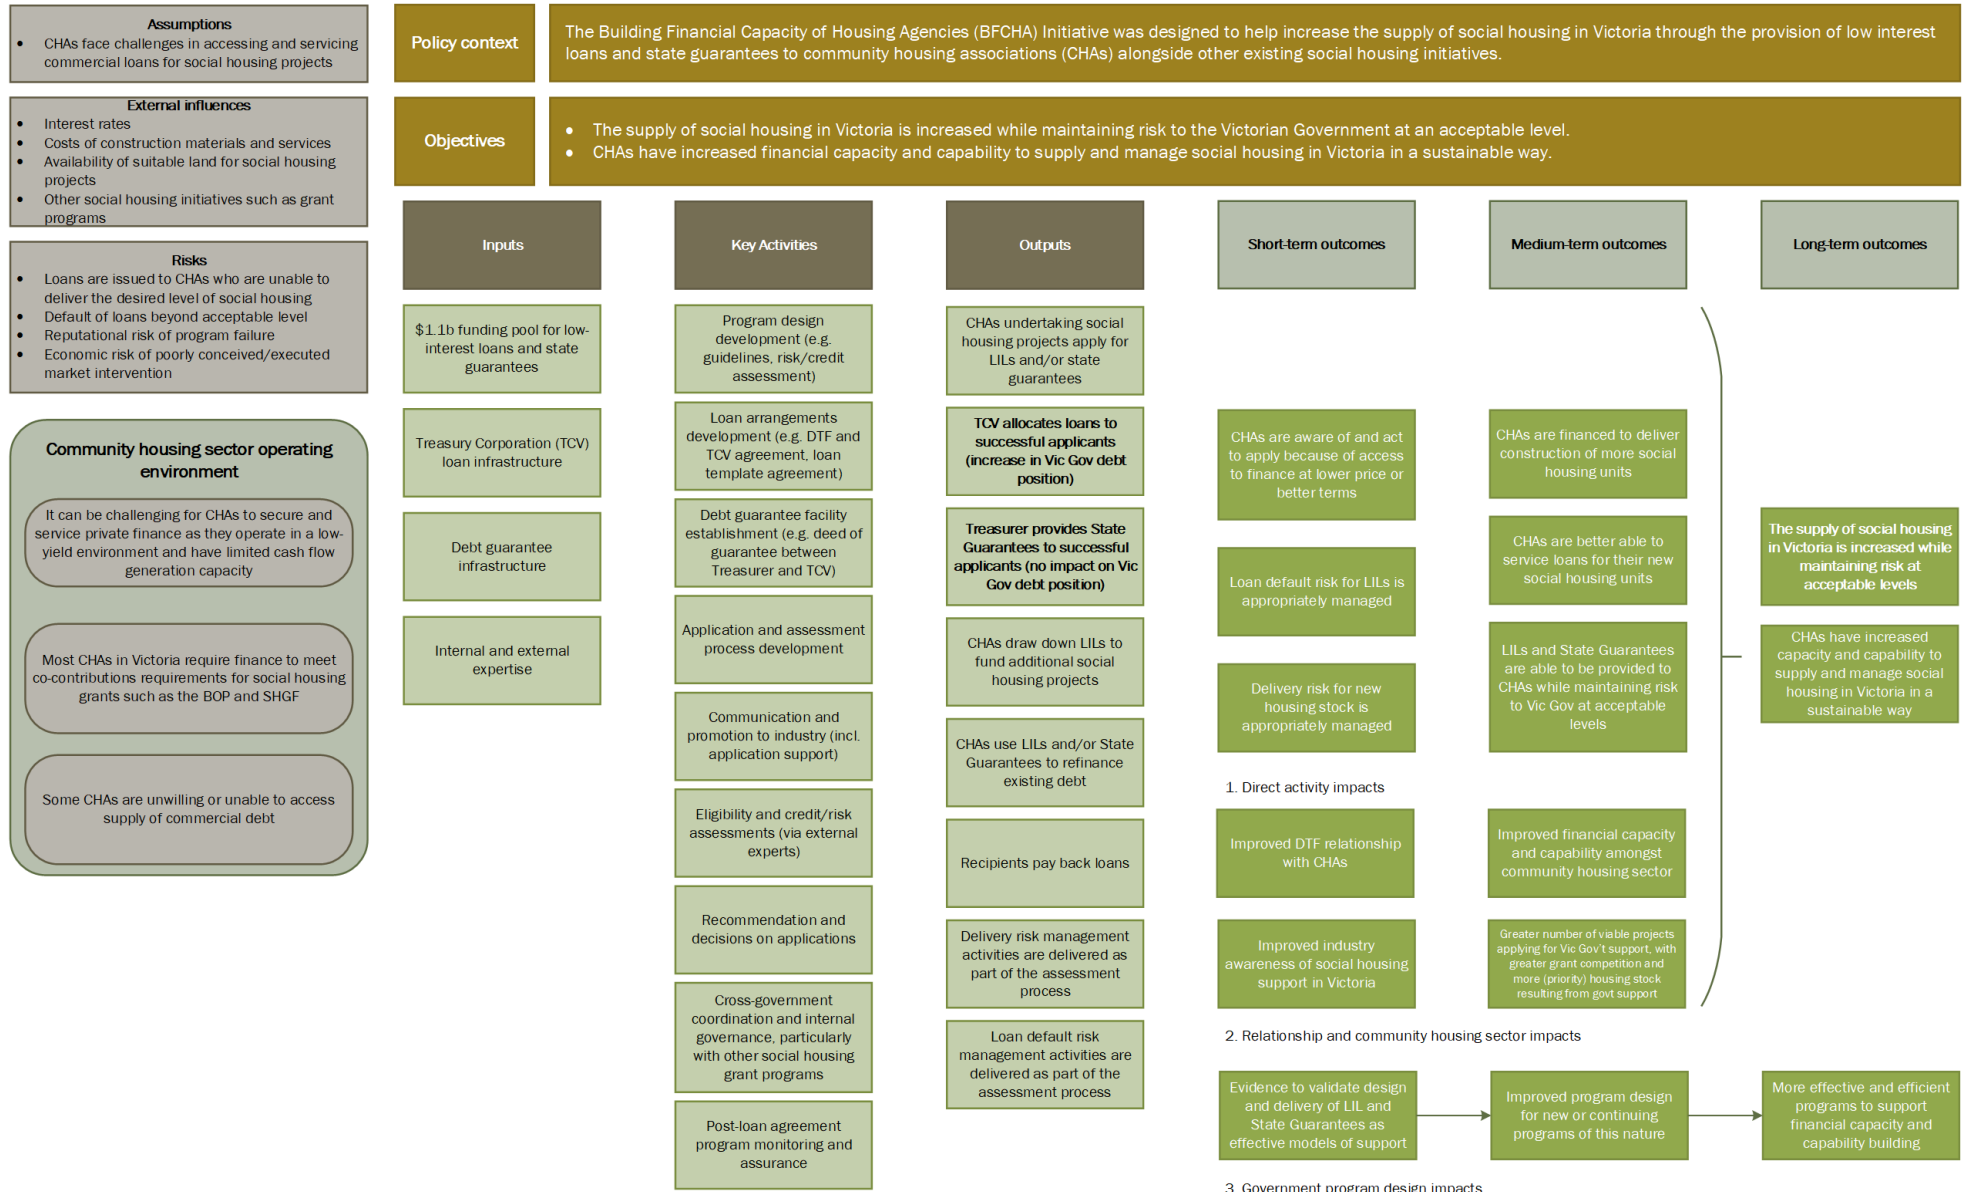 Assumptions
• CHAs face challenges in accessing and servicing
commercial loans for social housing projects
External influences
• Interest rates
• Costs of construction materials and services
• Availability of suitable land for social housing
projects
• Other social housing initiatives such as grant
programs
Risks
• Loans are issued to CHAs who are unable to
deliver the desired level of social housing
• Default of loans beyond acceptable level
• Reputational risk of program failure
• Economic risk of poorly conceived/executed
market intervention
Community housing sector operating
environment
It can be challenging for CHAs to secure and
service private finance as they operate in a low-
yield environment and have limited cash flow
generation capacity
Most CHAs in Victoria require finance to meet
co-contributions requirements for social housing
grants such as the BOP and SHGF
Some CHAs are unwilling or unable to access
supply of commercial debt
Policy context
The Building Financial Capacity of Housing Agencies (BFCHA) Initiative was designed to help increase the supply of social housing in Victoria through the provision of low interest
loans and state guarantees to community housing associations (CHAs) alongside other existing social housing initiatives.
Objectives
• The supply of social housing in Victoria is increased while maintaining risk to the Victorian Government at an acceptable level.
• CHAs have increased financial capacity and capability to supply and manage social housing in Victoria in a sustainable way.
Inputs
$1.1b funding pool for low-
interest loans and state
guarantees
Treasury Corporation (TCV)
loan infrastructure
Debt guarantee
infrastructure
Internal and external
expertise
Key Activities
Program design
development (e.g.
guidelines, risk/credit
assessment)
Loan arrangements
development (e.g. DTF and
TCV agreement, loan
template agreement)
Debt guarantee facility
establishment (e.g. deed of
guarantee between
Treasurer and TCV)
Application and assessment
process development
Communication and
promotion to industry (incl.
application support)
Eligibility and credit/risk
assessments (via external
experts)
Recommendation and
decisions on applications
Cross-government
coordination and internal
governance, particularly
with other social housing
grant programs
Post-loan agreement
program monitoring and
assurance
Outputs
CHAs undertaking social
housing projects apply for
LILs and/or state
guarantees
TCV allocates loans to
successful applicants
(increase in Vic Gov debt
position)
Treasurer provides State
Guarantees to successful
applicants (no impact on Vic
Gov debt position)
CHAs draw down LILs to
fund additional social
housing projects
CHAs use LILs and/or State
Guarantees to refinance
existing debt
Recipients pay back loans
Delivery risk management
activities are delivered as
part of the assessment
process
Loan default risk
management activities are
delivered as part of the
assessment process
Short-term outcomes
CHAs are aware of and act
to apply because of access
to finance at lower price or
better terms
Loan default risk for LILs is
appropriately managed
Delivery risk for new
housing stock is
appropriately managed
Medium-term outcomes
CHAs are financed to deliver
construction of more social
housing units
CHAs are better able to
service loans for their new
social housing units
LILs and State Guarantees
are able to be provided to
CHAs while maintaining risk
to Vic Gov at acceptable
levels
1. Direct activity impacts
Improved DTF relationship
with CHAs
Improved industry
awareness of social housing
support in Victoria
Improved financial capacity
and capability amongst
community housing sector
Greater number of viable projects
applying for Vic Gov't support, with
greater grant competition and
more (priority) housing stock
resulting from govt support
2. Relationship and community housing sector impacts
Long-term outcomes
The supply of social housing
in Victoria is increased while
maintaining risk at
acceptable levels
CHAs have increased
capacity and capability to
supply and manage social
housing in Victoria in a
sustainable way
Evidence to validate design
and delivery of LIL and
State Guarantees as
effective models of support
Improved program design
for new or continuing
programs of this nature
More effective and efficient
programs to support
financial capacity and
capability building
3. Government program design impacts